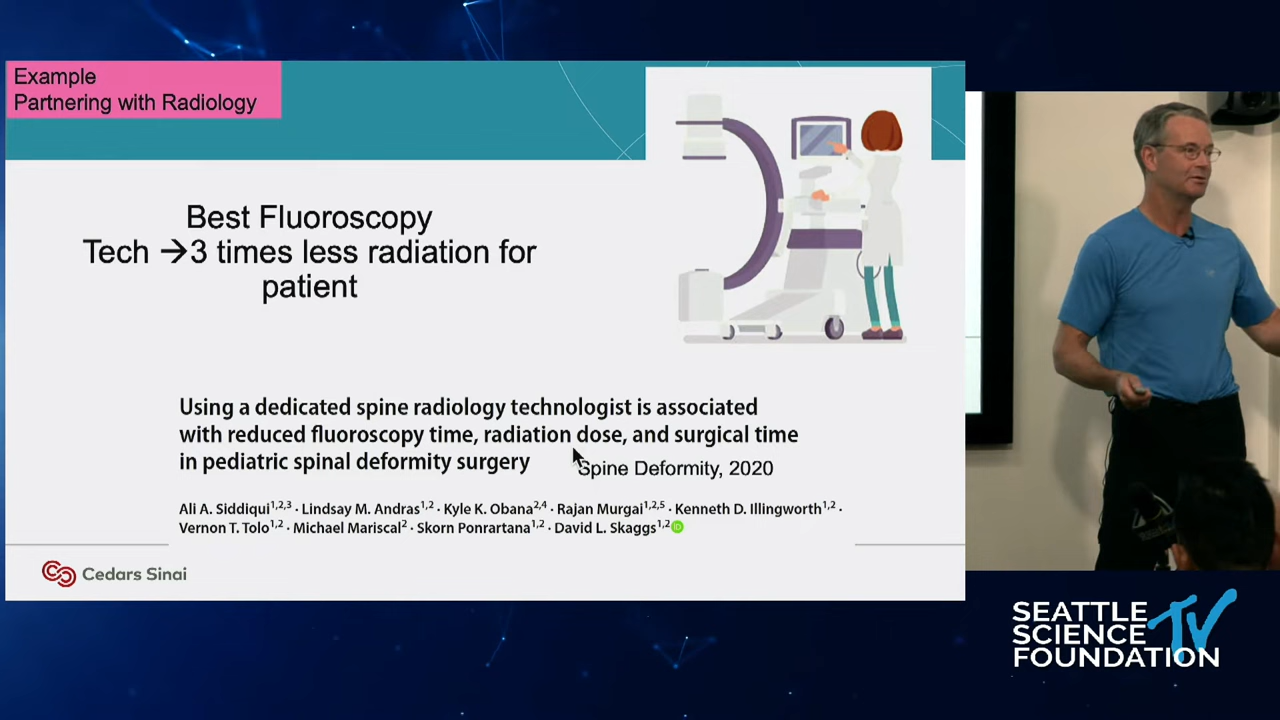 Example
Partnering with Radiology
Best Fluoroscopy
Tech →3 times less radiation for
patient
Using a dedicated spine radiology technologist is associated
with reduced fluoroscopy time, radiation dose, and surgical time
in pediatric spinal deformity surgery
Spine Deformity, 2020
Ali A. Siddiqui1,2,3 · Lindsay M. Andras1,2 · Kyle K. Obana2,4 · Rajan Murgai1,2,5 · Kenneth D. Illingworth1,2 ·
Vernon T. Tolo1,2 · Michael Mariscal2 · Skorn Ponrartana1,2 · David L. Skaggs1,2 iD
Cedars Sinai
SEATTLE
SCIENCE TV
FOUNDATION